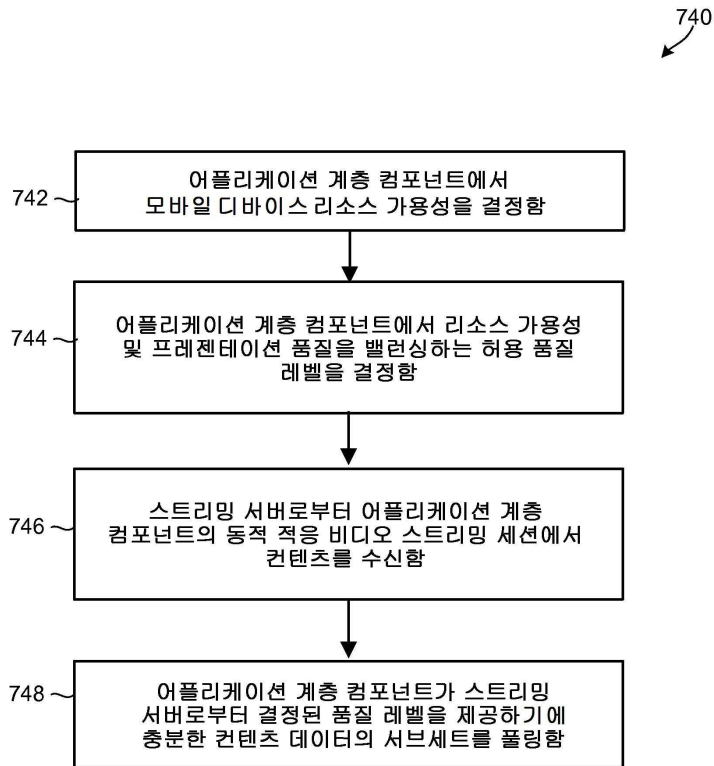 740
742
어플리케이션 계층 컴포넌트에서
모바일 디바이스 리소스 가용성을 결정함
744
어플리케이션 계층 컴포넌트에서 리소스 가용성
및 프레젠테이션 품질을 밸런싱하는 허용 품질
레벨을 결정함
746
스트리밍 서버로부터 어플리케이션 계층
컴포넌트의 동적 적응 비디오 스트리밍 세션에서
컨텐츠를 수신함
748
어플리케이션 계층 컴포넌트가 스트리밍
서버로부터 결정된 품질 레벨을 제공하기에
충분한 컨텐츠 데이터의 서브세트를 풀링함